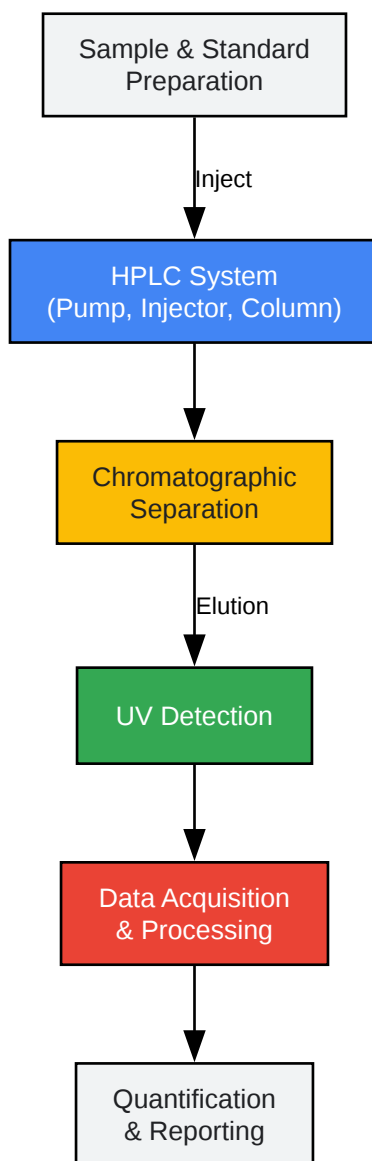 Sample & Standard
Preparation
Inject
HPLC System
(Pump, Injector, Column)
Chromatographic
Separation
Elution
UV Detection
Data Acquisition
& Processing
Quantification
& Reporting